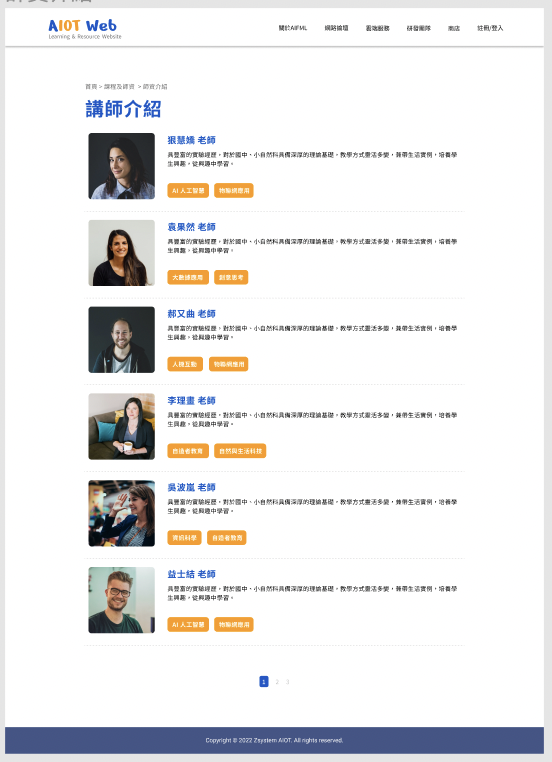 AIOT Web
Learning & Resource Website
關於AIFML 網路論壇 雲端服務 研發團隊 商店 註冊/登入
首頁 > 課程及師資 > 師資介紹
講師介紹
狠慧嬌 老師
具豐富的實驗經歷，對於國中、小自然科具備深厚的理論基礎，教學方式靈活多變，兼帶生活實例，培養學
生興趣，從興趣中學習。
AI 人工智慧 物聯網應用
袁果然 老師
具豐富的實驗經歷，對於國中、小自然科具備深厚的理論基礎，教學方式靈活多變，兼帶生活實例，培養學
生興趣，從興趣中學習。
大數據應用 創意思考
郝又曲 老師
具豐富的實驗經歷，對於國中、小自然科具備深厚的理論基礎，教學方式靈活多變，兼帶生活實例，培養學
生興趣，從興趣中學習。
人機互動 物聯網應用
李理畫 老師
具豐富的實驗經歷，對於國中、小自然科具備深厚的理論基礎，教學方式靈活多變，兼帶生活實例，培養學
生興趣，從興趣中學習。
自造者教育 自然與生活科技
吳波嵐 老師
具豐富的實驗經歷，對於國中、小自然科具備深厚的理論基礎，教學方式靈活多變，兼帶生活實例，培養學
生興趣，從興趣中學習。
資訊科學 自造者教育
益士結 老師
具豐富的實驗經歷，對於國中、小自然科具備深厚的理論基礎，教學方式靈活多變，兼帶生活實例，培養學
生興趣，從興趣中學習。
AI 人工智慧 物聯網應用
1 2 3
Copyright © 2022 Zsystem AIOT. All rights reserved.